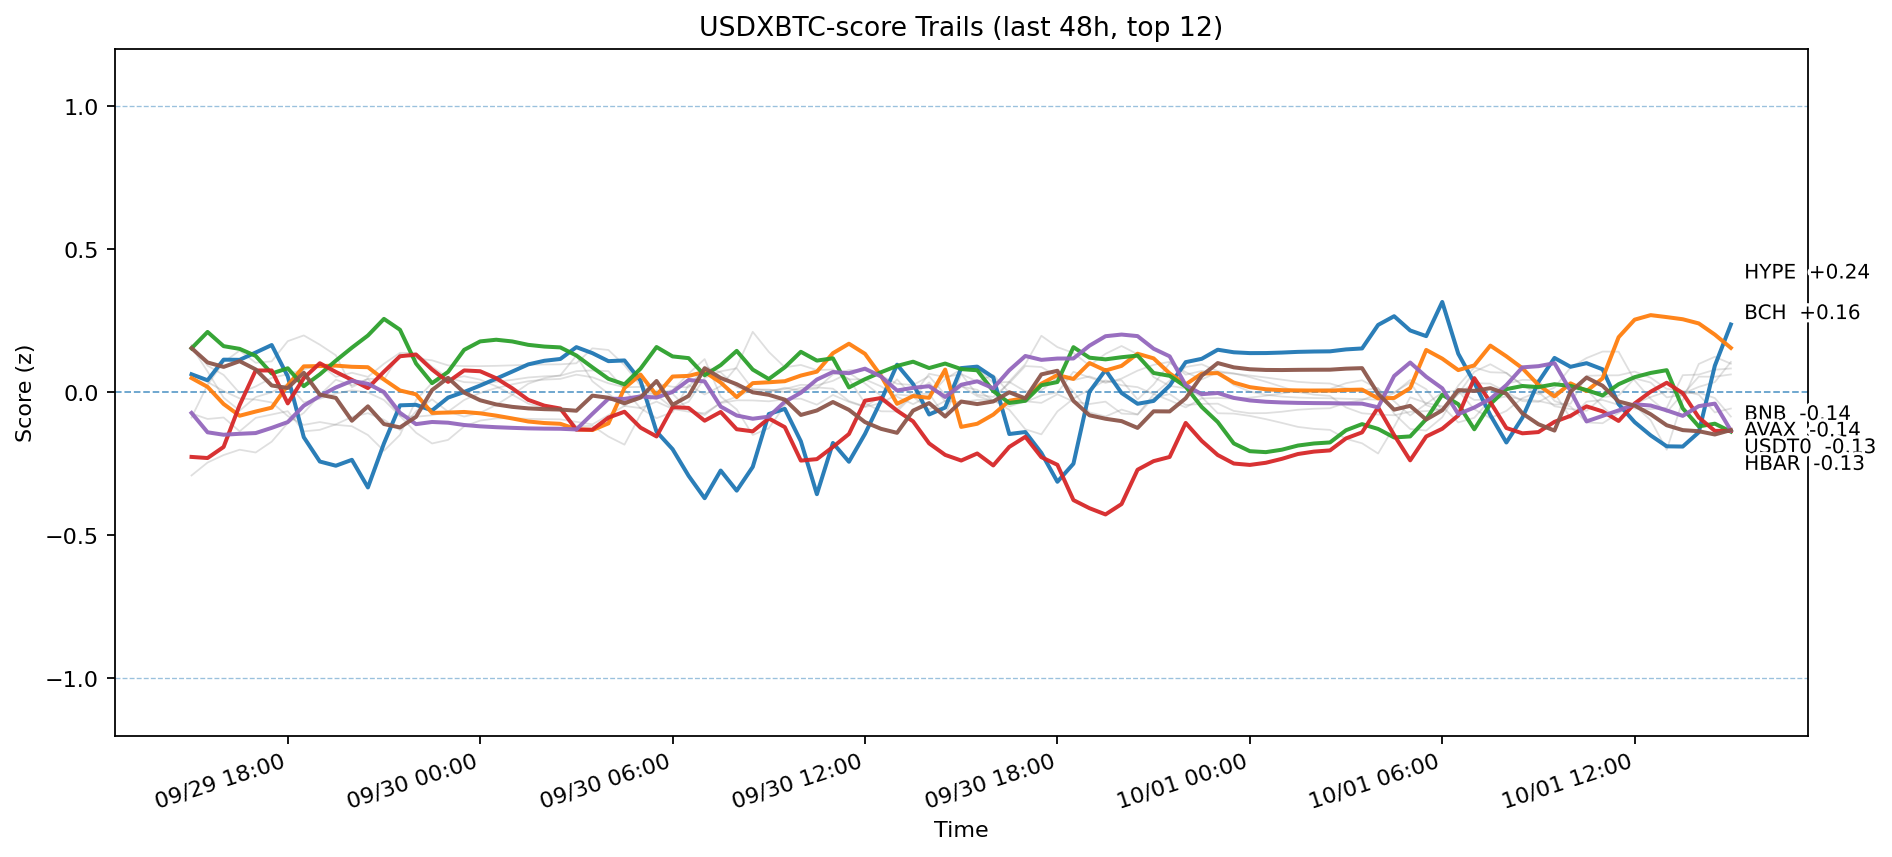 USDXBTC-score Trails (last 48h, top 12)
Score (z)
1.0
0.5
0.0
−0.5
−1.0
HYPE +0.24
BCH +0.16
BNB -0.14
AVAX -0.14
USDT0 -0.13
HBAR -0.13
09/29 18:00
09/30 00:00
09/30 06:00
09/30 12:00
09/30 18:00
10/01 00:00
10/01 06:00
10/01 12:00
Time